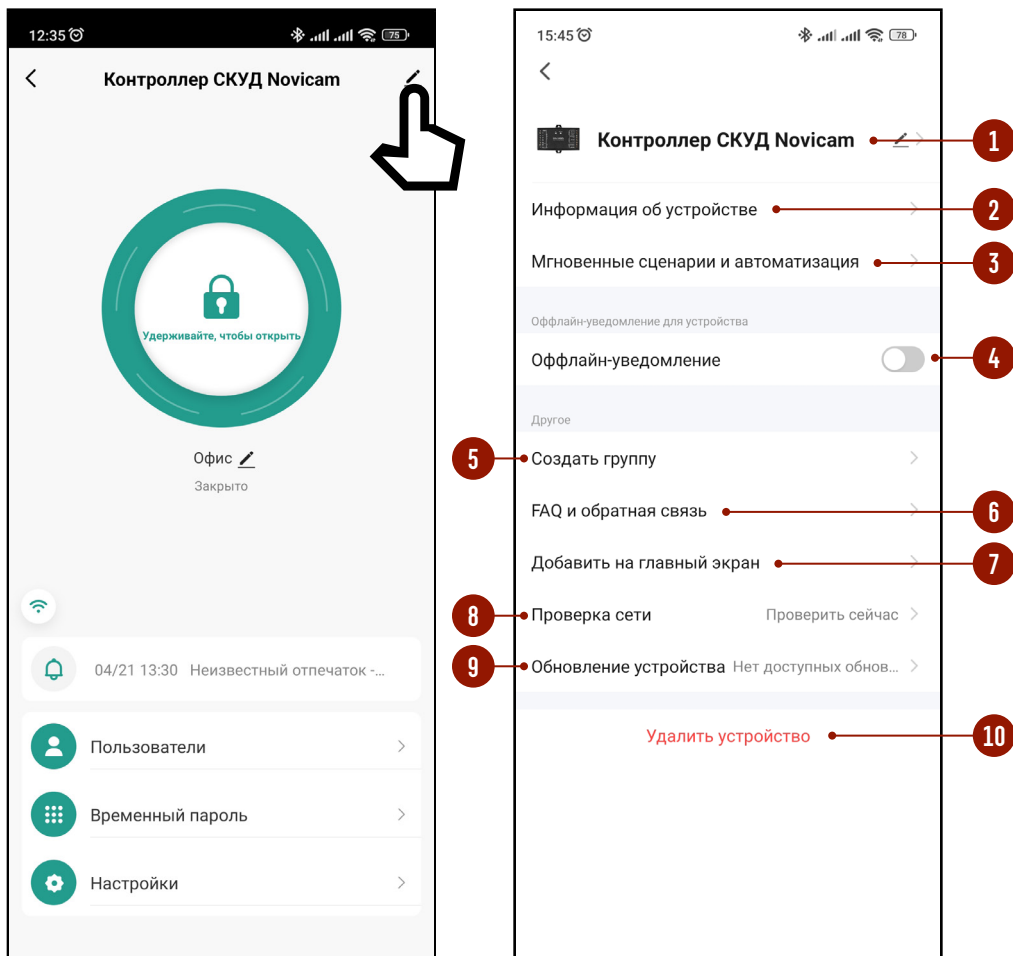 12:35
75
Контроллер СКУД Novicam
Удерживайте, чтобы открыть
Офис
Закрыто
04/21 13:30 Неизвестный отпечаток -...
Пользователи
Временный пароль
Настройки
15:45
78
Контроллер СКУД Novicam
1
Информация об устройстве
2
Мгновенные сценарии и автоматизация
3
Оффлайн-уведомление для устройства
Оффлайн-уведомление
4
Другое
5
Создать группу
FAQ и обратная связь
6
Добавить на главный экран
7
8
Проверка сети Проверить сейчас
9
Обновление устройства Нет доступных обнов...
Удалить устройство
10